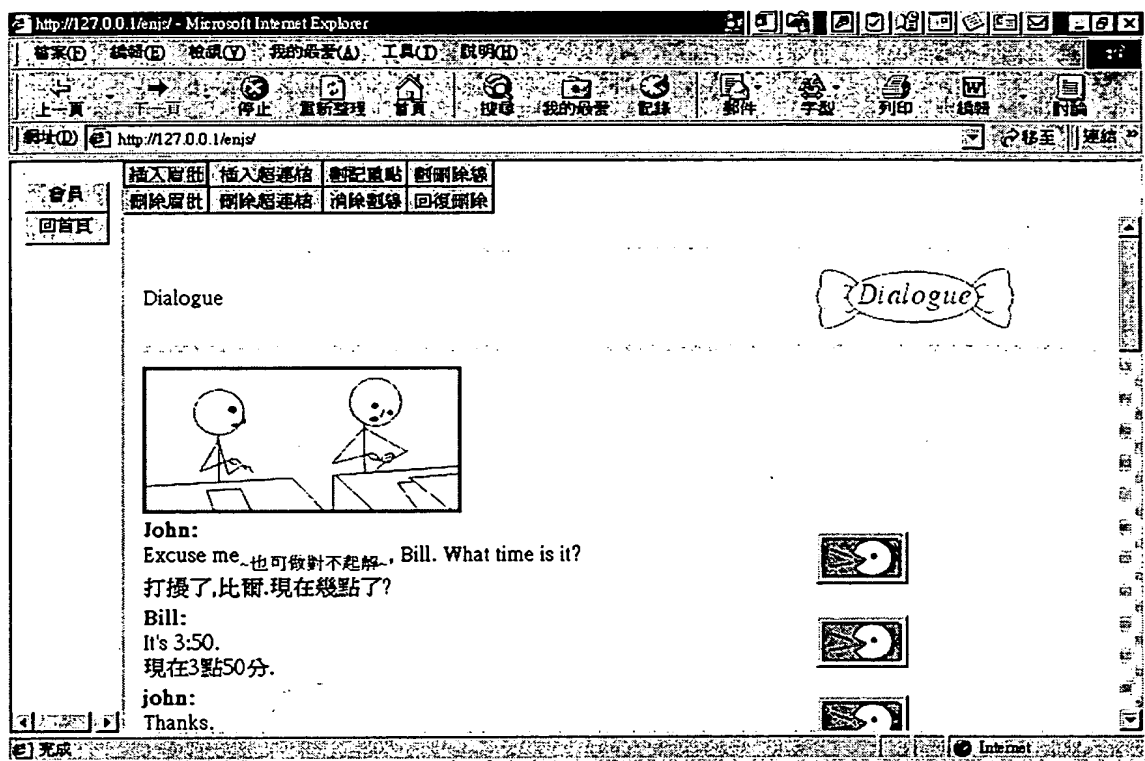 http://127.0.0.1/enjs/ - Microsoft Internet Explorer
檔案(F) 編輯(E) 檢視(V) 我的最愛(A) 工具(T) 說明(H)
上一頁 下一頁 停止 重新整理 首頁 搜尋 我的最愛 記錄 郵件 字型 列印 編輯 討論
網址(D) http://127.0.0.1/enjs/ 移至 連結 »
會員
回首頁
插入眉批 插入超連結 劃記重點 劃刪除線
刪除眉批 刪除超連結 消除劃線 回復刪除
Dialogue
Dialogue
John:
Excuse me~也可做對不起解~, Bill. What time is it?
打擾了,比爾.現在幾點了?
Bill:
It's 3:50.
現在3點50分.
john:
Thanks.
完成 Internet